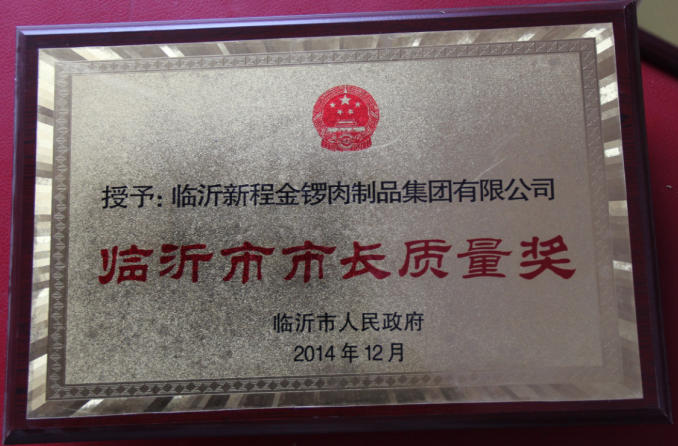 授予：临沂新程金锣肉制品集团有限公司
临沂市市长质量奖
临沂市人民政府
2014年12月